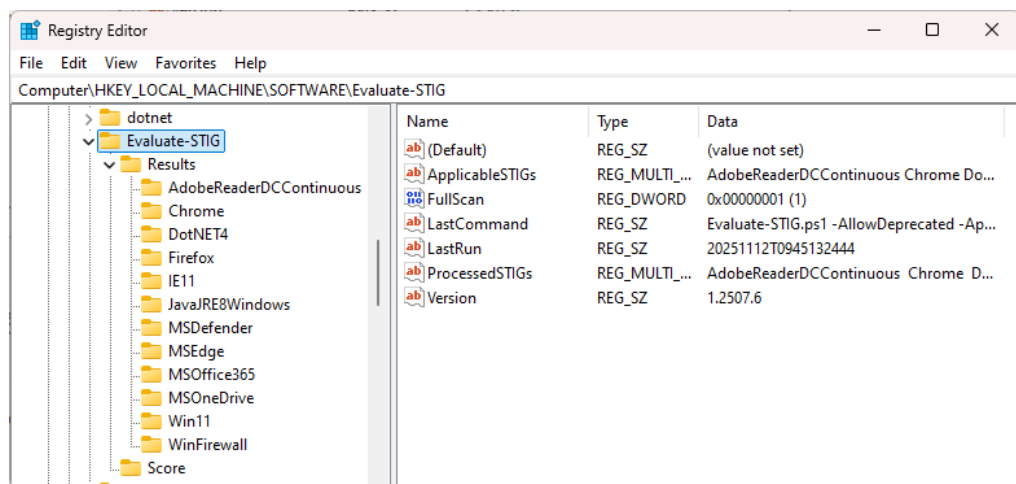 Registry Editor
File Edit View Favorites Help
Computer\HKEY_LOCAL_MACHINE\SOFTWARE\Evaluate-STIG
dotnet
Evaluate-STIG
Results
AdobeReaderDCContinuous
Chrome
DotNET4
Firefox
IE11
JavaJRE8Windows
MSDefender
MSEdge
MSOffice365
MSOneDrive
Win11
WinFirewall
Score
Name Type Data
(Default) REG_SZ (value not set)
ApplicableSTIGs REG_MULTI_... AdobeReaderDCContinuous Chrome Do...
FullScan REG_DWORD 0x00000001 (1)
LastCommand REG_SZ Evaluate-STIG.ps1 -AllowDeprecated -Ap...
LastRun REG_SZ 20251112T0945132444
ProcessedSTIGs REG_MULTI_... AdobeReaderDCContinuous Chrome D...
Version REG_SZ 1.2507.6